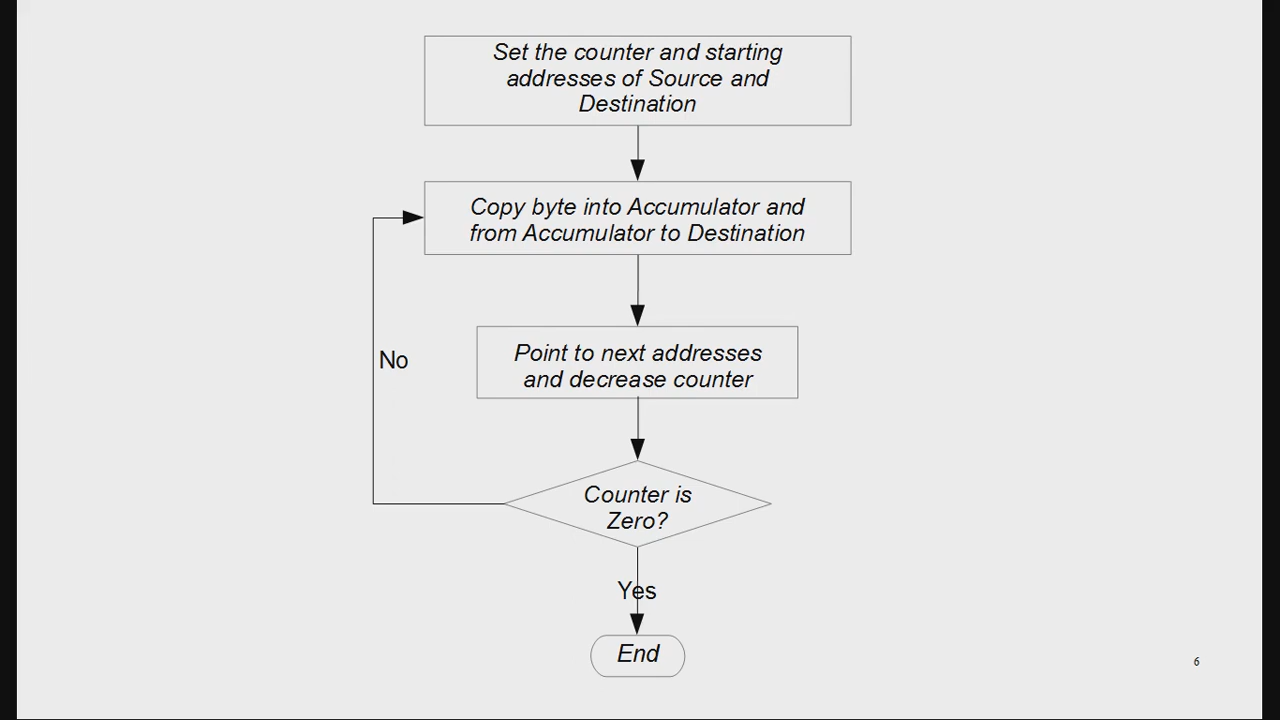 Set the counter and starting
addresses of Source and
Destination
Copy byte into Accumulator and
from Accumulator to Destination
No
Point to next addresses
and decrease counter
Counter is
Zero?
Yes
End
6